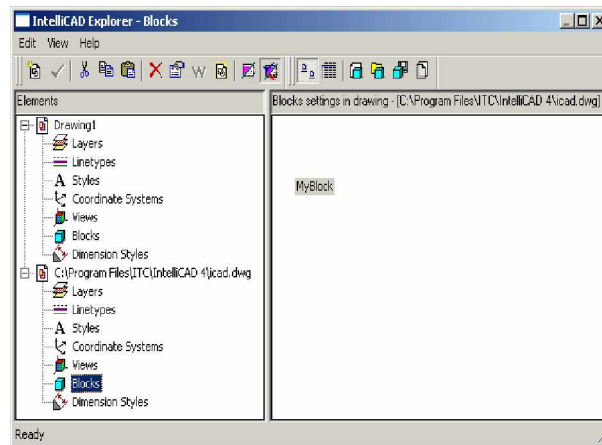 IntelliCAD Explorer - Blocks
Edit View Help
Elements
Blocks settings in drawing - [C:\Program Files\ITC\IntelliCAD 4\icad.dwg]
Drawing1
Layers
Linetypes
A Styles
Coordinate Systems
Views
Blocks
Dimension Styles
C:\Program Files\ITC\IntelliCAD 4\icad.dwg
Layers
Linetypes
A Styles
Coordinate Systems
Views
Blocks
Dimension Styles
MyBlock
Ready